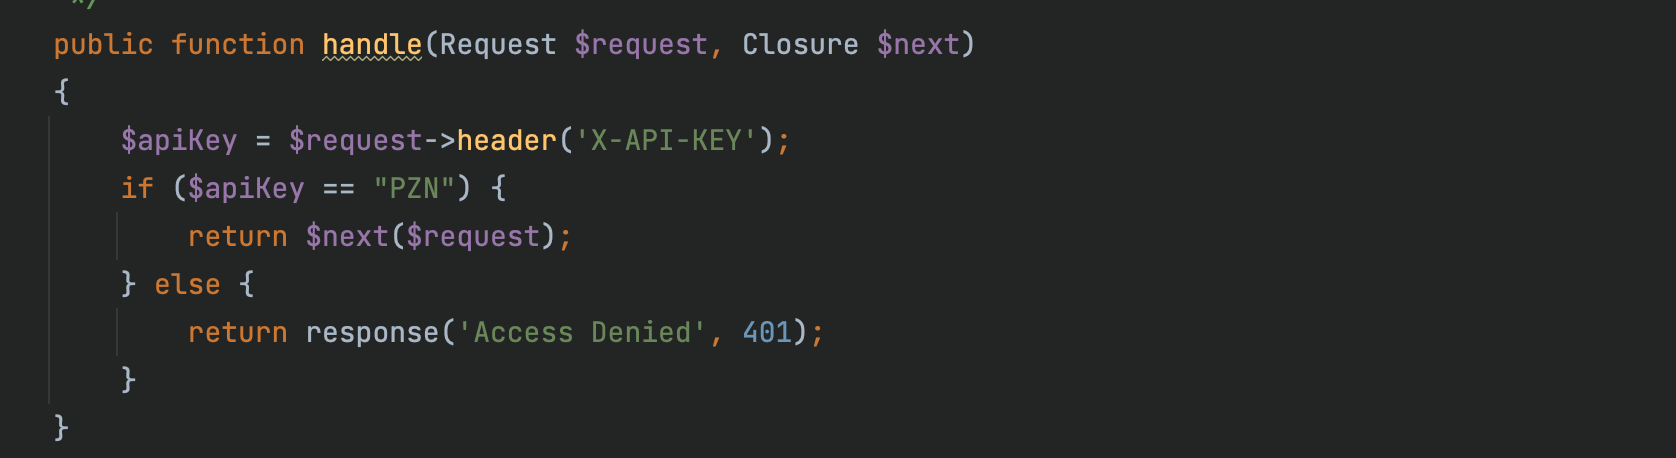 */
public function handle(Request $request, Closure $next)
{
$apiKey = $request->header('X-API-KEY');
if ($apiKey == "PZN") {
return $next($request);
} else {
return response('Access Denied', 401);
}
}